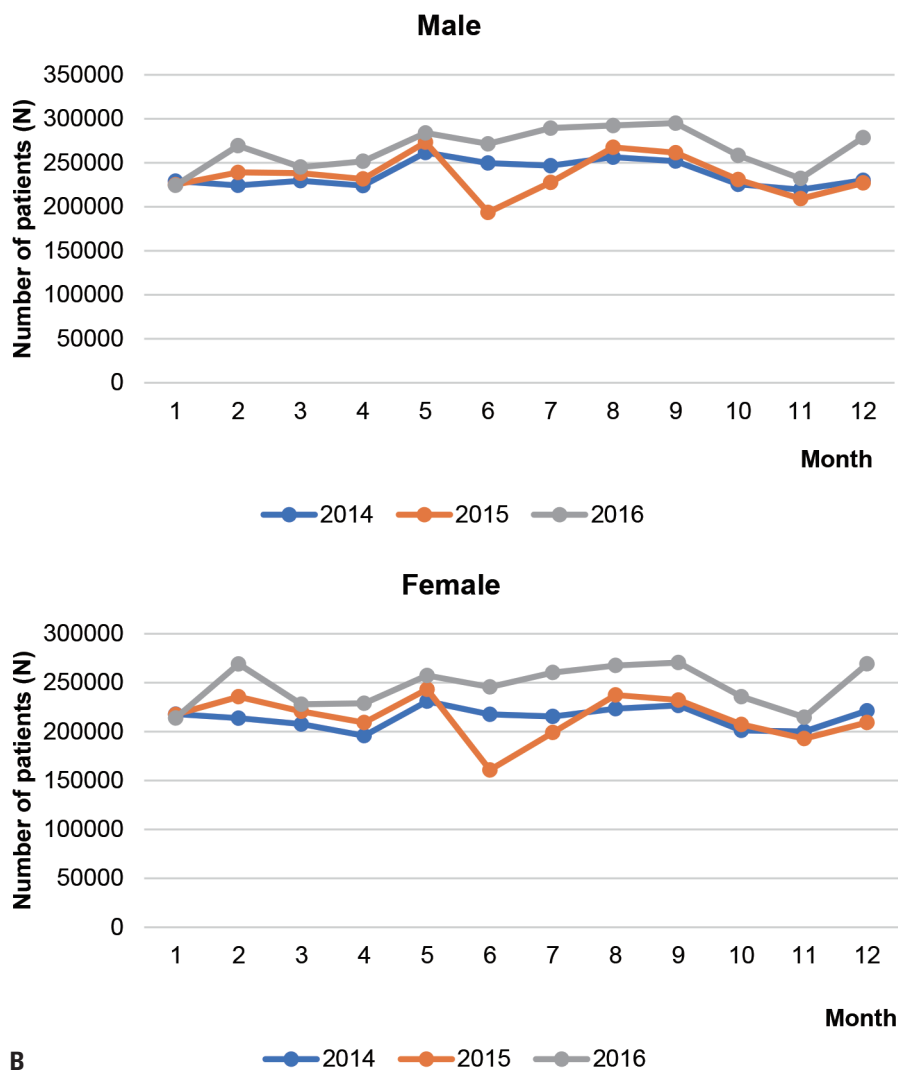 Male
Number of patients (N)
350000
300000
250000
200000
150000
100000
50000
0
1 2 3 4 5 6 7 8 9 10 11 12
Month
2014 2015 2016
Female
Number of patients (N)
300000
250000
200000
150000
100000
50000
0
1 2 3 4 5 6 7 8 9 10 11 12
Month
B
2014 2015 2016